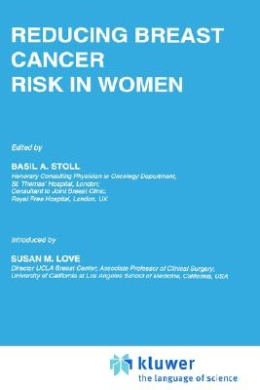 REDUCING BREAST
CANCER
RISK IN WOMEN
Edited by
BASIL A. STOLL
Honorary Consulting Physician to Oncology Department,
St. Thomas' Hospital, London;
Consultant to Joint Breast Clinic,
Royal Free Hospital, London, UK
Introduced by
SUSAN M. LOVE
Director UCLA Breast Center, Associate Professor of Clinical Surgery,
University of California at Los Angeles School of Medicine, California, USA
kluwer
the language of science